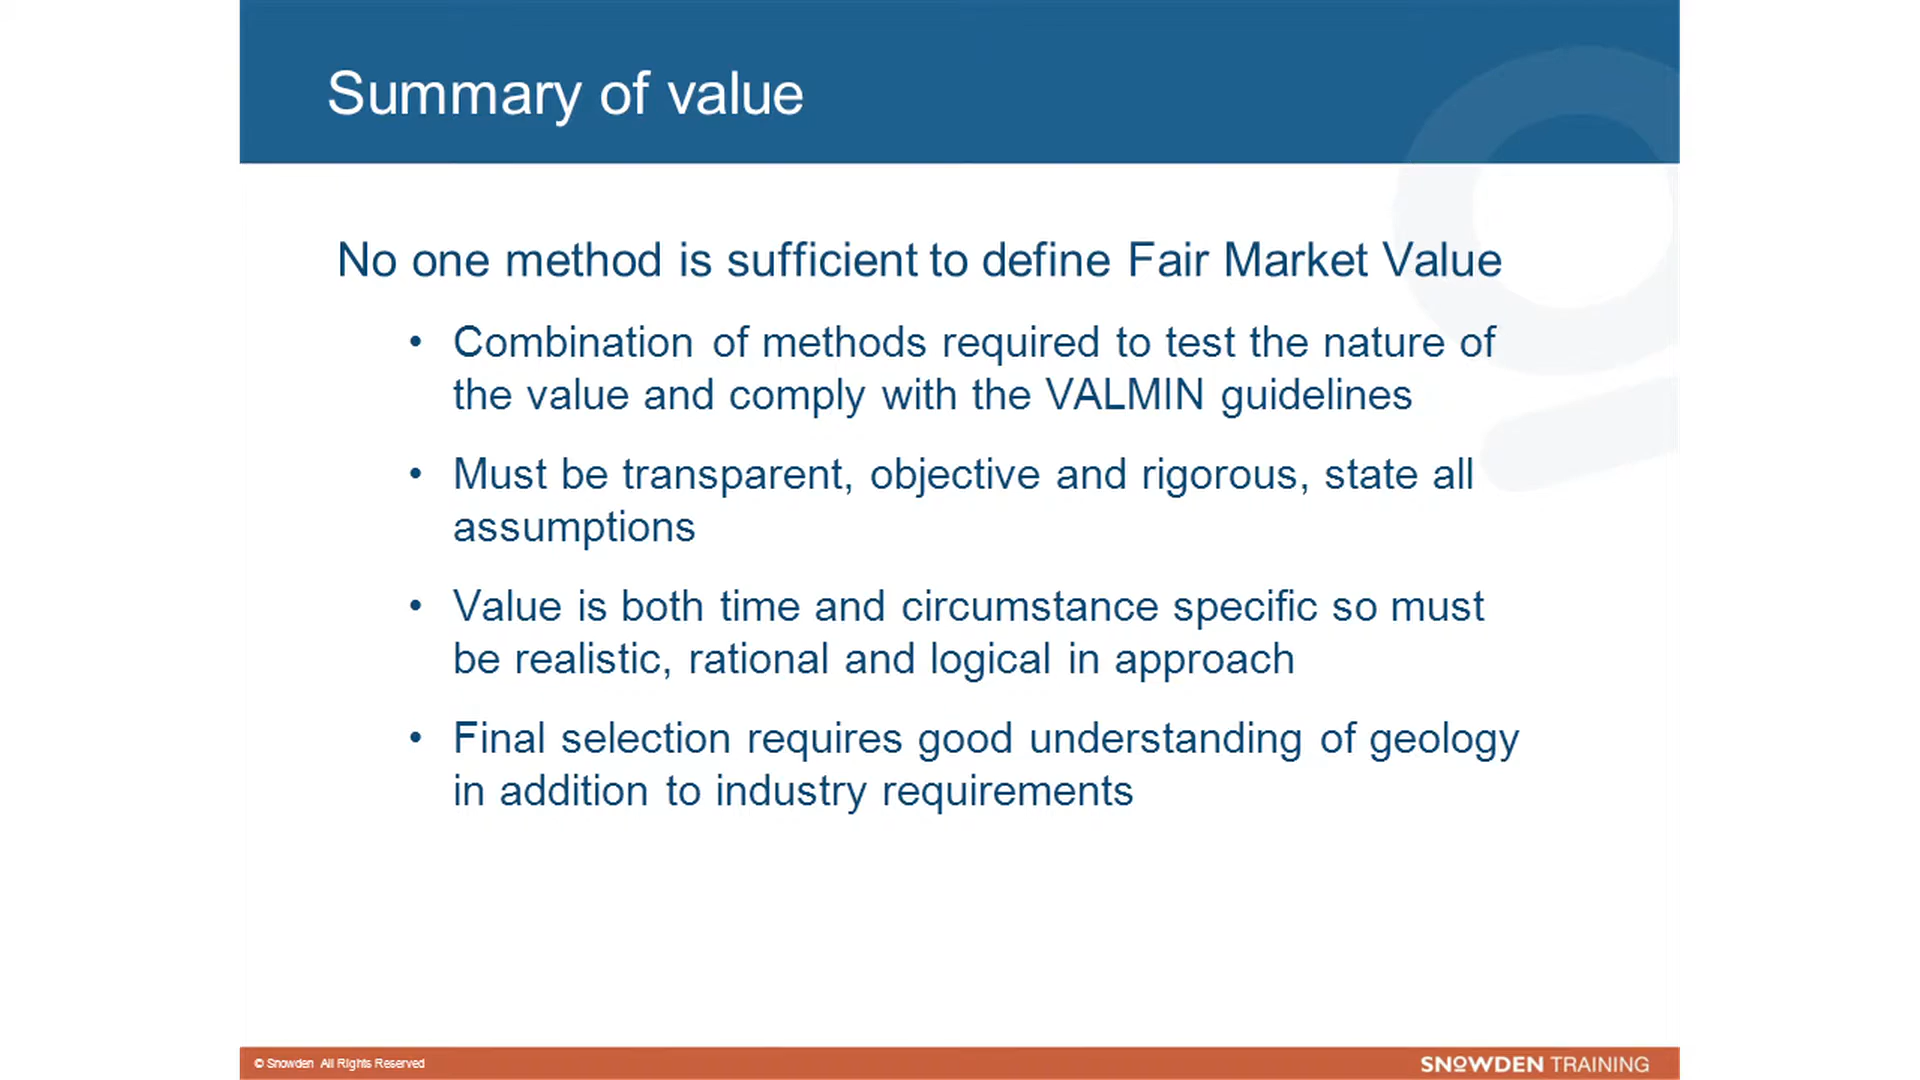 Summary of value
No one method is sufficient to define Fair Market Value
• Combination of methods required to test the nature of
the value and comply with the VALMIN guidelines
• Must be transparent, objective and rigorous, state all
assumptions
• Value is both time and circumstance specific so must
be realistic, rational and logical in approach
• Final selection requires good understanding of geology
in addition to industry requirements
© Snowden All Rights Reserved
SNOWDEN TRAINING